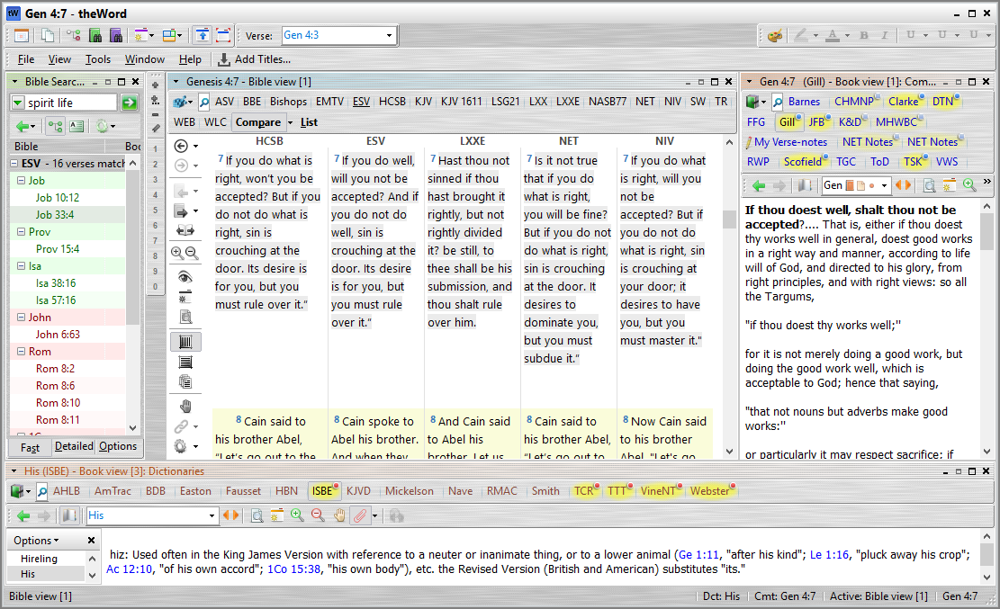 tW Gen 4:7 - theWord
Verse: Gen 4:3
B I U U U
File View Tools Window Help Add Titles...
Bible Searc...
spirit life
Bible Boo
ESV - 16 verses match
Job
Job 10:12
Job 33:4
Prov
Prov 15:4
Isa
Isa 38:16
Isa 57:16
John
John 6:63
Rom
Rom 8:2
Rom 8:6
Rom 8:10
Rom 8:11
Fast Detailed Options
1
2
3
4
5
6
7
8
9
0
Genesis 4:7 - Bible view [1]
ASV BBE Bishops EMTV ESV HCSB KJV KJV 1611 LSG21 LXX LXXE NASB77 NET NIV SW TR
WEB WLC Compare List
HCSB
7 If you do what is
right, won't you be
accepted? But if you
do not do what is
right, sin is
crouching at the
door. Its desire is
for you, but you
must rule over it."
8 Cain said to
his brother Abel,
"Let's go out to the
ESV
7 If you do well,
will you not be
accepted? And if
you do not do
well, sin is
crouching at the
door. Its desire
is for you, but
you must rule
over it."
8 Cain spoke to
Abel his brother.
And when they
LXXE
7 Hast thou not
sinned if thou
hast brought it
rightly, but not
rightly divided
it? be still, to
thee shall be his
submission, and
thou shalt rule
over him.
8 And Cain said
to Abel his
brother, Let us
NET
7 Is it not true
that if you do
what is right,
you will be fine?
But if you do not
do what is right,
sin is crouching
at the door. It
desires to
dominate you,
but you must
subdue it."
8 Cain said to
his brother Abel,
"Let's go out to
NIV
7 If you do what
is right, will you
not be
accepted? But if
you do not do
what is right, sin
is crouching at
your door; it
desires to have
you, but you
must master it."
8 Now Cain said
to his brother
Abel, "Let's go
Gen 4:7 (Gill) - Book view [1]: Com...
Barnes CHMNP Clarke DTN
FFG Gill JFB K&D MHWBC
My Verse-notes NET Notes NET Notes
RWP Scofield TGC ToD TSK VWS
Gen
If thou doest well, shalt thou not be
accepted?.... That is, either if thou doest
thy works well in general, doest good works
in a right way and manner, according to life
will of God, and directed to his glory, from
right principles, and with right views: so all
the Targums,
"if thou doest thy works well;"
for it is not merely doing a good work, but
doing the good work well, which is
acceptable to God; hence that saying,
"that not nouns but adverbs make good
works:"
or particularly it may respect sacrifice; if
His (ISBE) - Book view [3]: Dictionaries
AHLB AmTrac BDB Easton Fausset HBN ISBE KJVD Mickelson Nave RMAC Smith TCR TTT VineNT Webster
His
Options
Hireling
His
hiz: Used often in the King James Version with reference to a neuter or inanimate thing, or to a lower animal (Ge 1:11, "after his kind"; Le 1:16, "pluck away his crop";
Ac 12:10, "of his own accord"; 1Co 15:38, "his own body"), etc. the Revised Version (British and American) substitutes "its."
Bible view [1] Dct: His Cmt: Gen 4:7 Active: Bible view [1] Gen 4:7